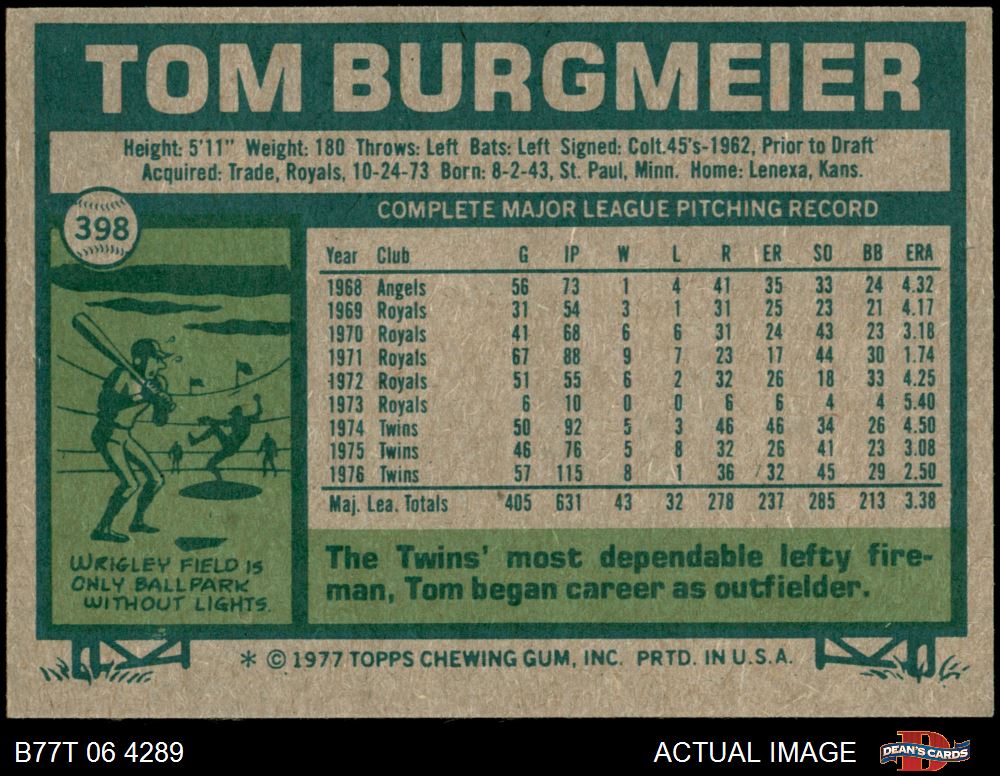 TOM BURGMEIER
Height: 5'11" Weight: 180 Throws: Left Bats: Left Signed: Colt.45's-1962, Prior to Draft
Acquired: Trade, Royals, 10-24-73 Born: 8-2-43, St. Paul, Minn. Home: Lenexa, Kans.
398
COMPLETE MAJOR LEAGUE PITCHING RECORD
Year Club G IP W L R ER SO BB ERA
1968 Angels 56 73 1 4 41 35 33 24 4.32
1969 Royals 31 54 3 1 31 25 23 21 4.17
1970 Royals 41 68 6 6 31 24 43 23 3.18
1971 Royals 67 88 9 7 23 17 44 30 1.74
1972 Royals 51 55 6 2 32 26 18 33 4.25
1973 Royals 6 10 0 0 6 6 4 4 5.40
1974 Twins 50 92 5 3 46 46 34 26 4.50
1975 Twins 46 76 5 8 32 26 41 23 3.08
1976 Twins 57 115 8 1 36 32 45 29 2.50
Maj. Lea. Totals 405 631 43 32 278 237 285 213 3.38
WRIGLEY FIELD IS
ONLY BALLPARK
WITHOUT LIGHTS.
The Twins' most dependable lefty fire-
man, Tom began career as outfielder.
* © 1977 TOPPS CHEWING GUM, INC. PRTD. IN U.S.A.
B77T 06 4289
ACTUAL IMAGE
D
DEAN'S CARDS